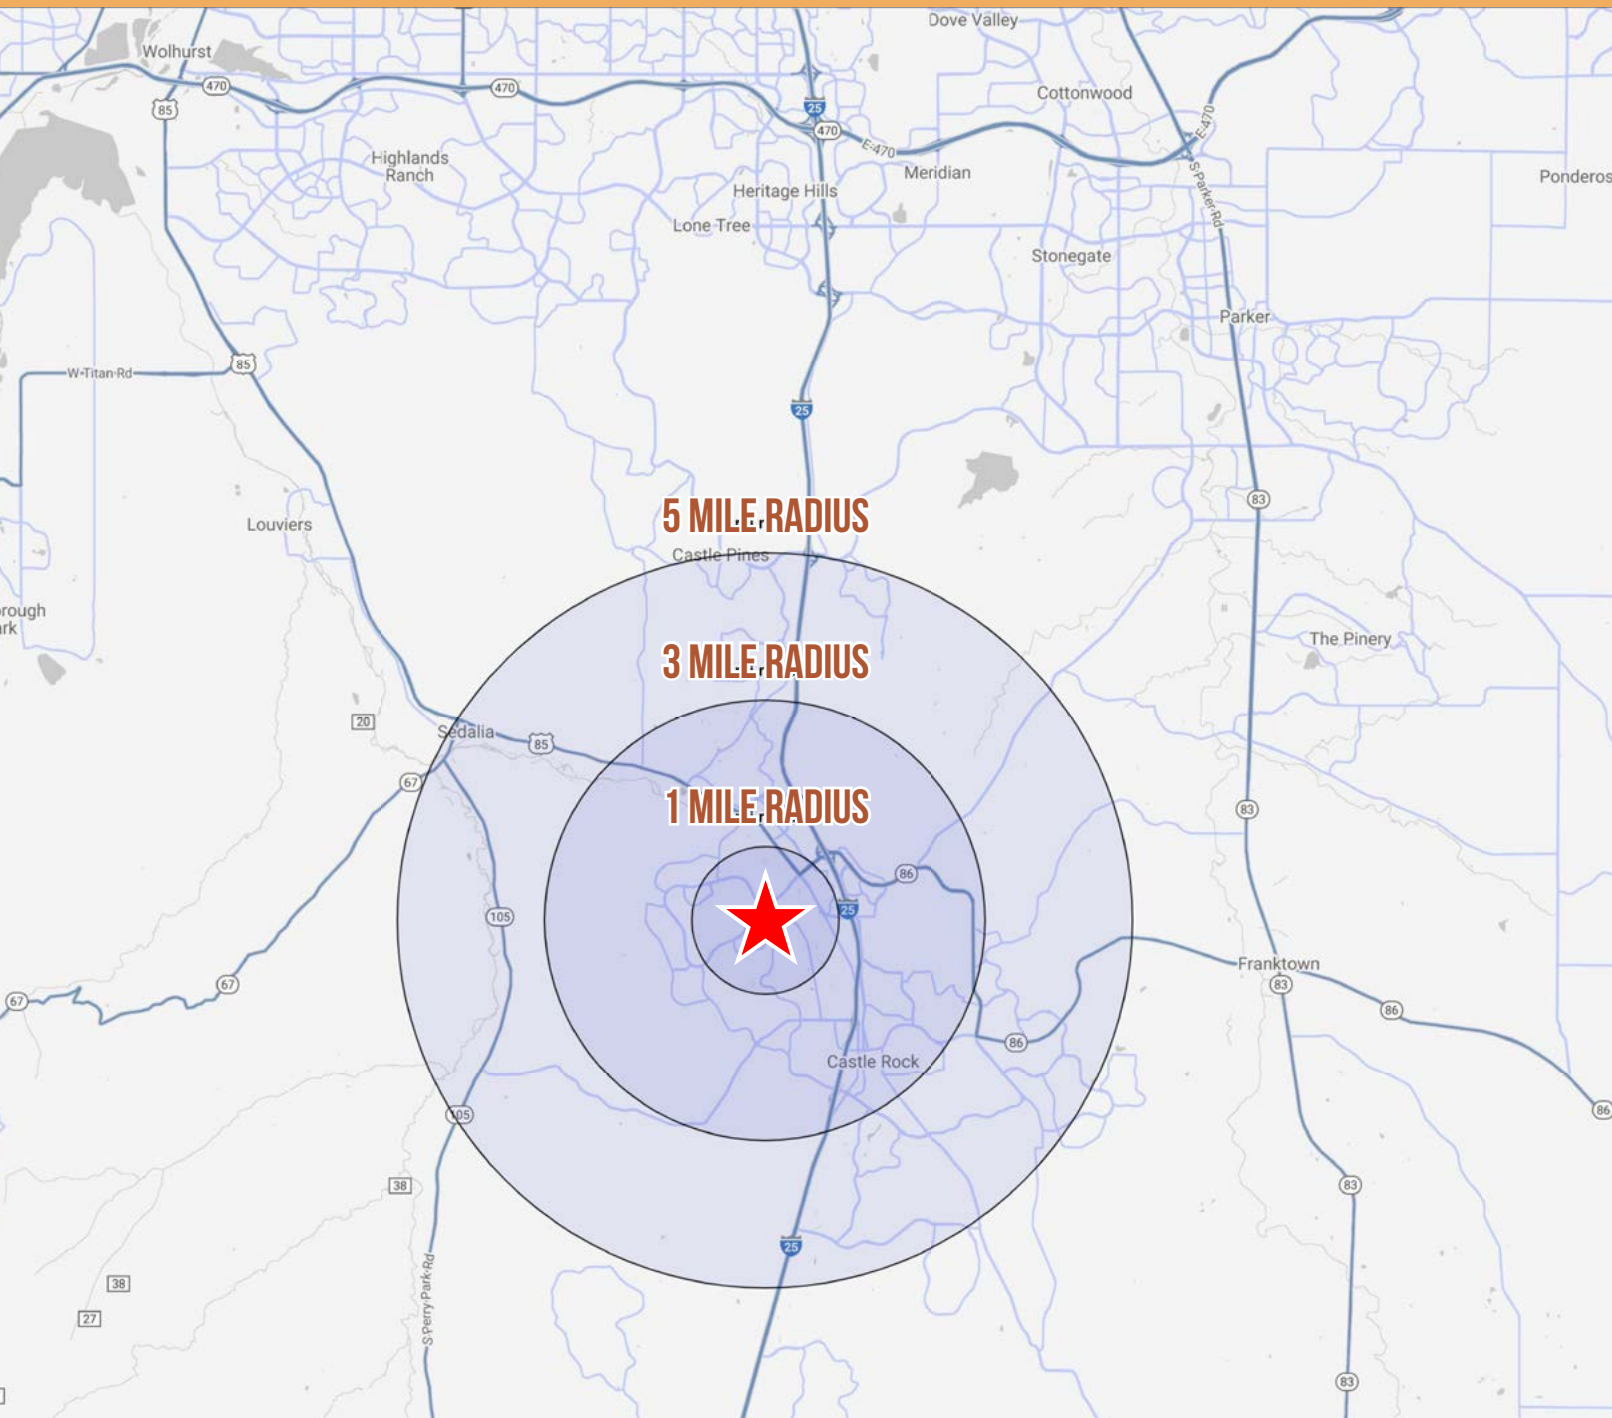 Dove Valley
Wolhurst
470
470
85
25
Cottonwood
470
E-470
E-470
Highlands
Ranch
Meridian
Heritage Hills
S Parker Rd
Ponderos
Lone Tree
Stonegate
Parker
85
W Titan Rd
25
83
5 MILE RADIUS
Louviers
Castle Pines
rough
rk
The Pinery
3 MILE RADIUS
20
Sedalia
85
67
1 MILE RADIUS
83
86
105
25
Franktown
67
67
83
86
86
Castle Rock
105
86
38
83
25
38
27
S Perry Park Rd
83